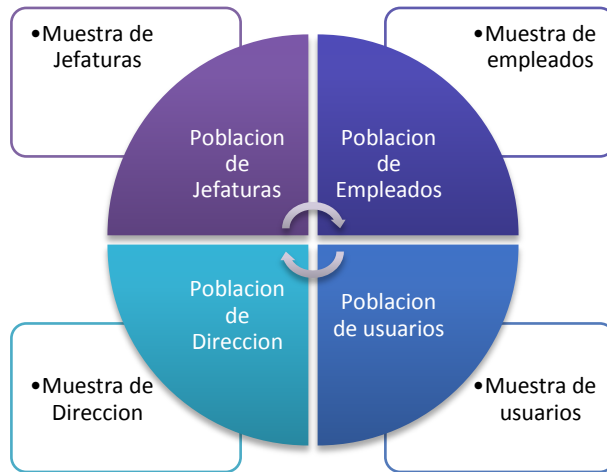 •Muestra de
Jefaturas
•Muestra de
empleados
Poblacion
de
Jefaturas
Poblacion
de
Empleados
Poblacion
de
Direccion
Poblacion
de usuarios
•Muestra de
Direccion
•Muestra de
usuarios